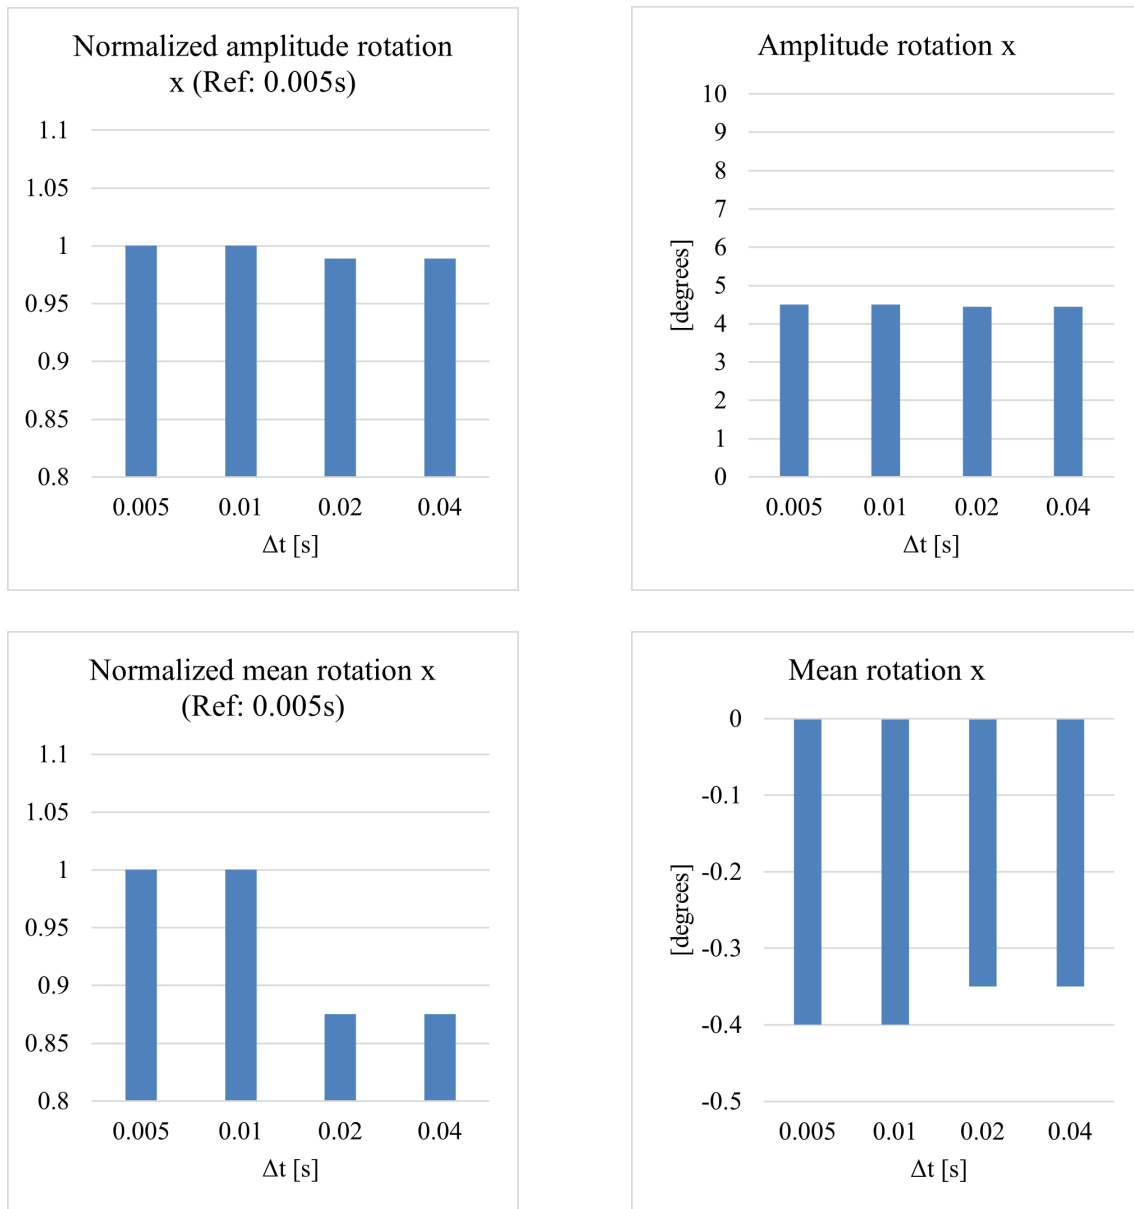 Normalized amplitude rotation
x (Ref: 0.005s)
1.1
1.05
1
0.95
0.9
0.85
0.8
0.005 0.01 0.02 0.04
Δt [s]
Amplitude rotation x
10
9
8
7
6
5
4
3
2
1
0
[degrees]
0.005 0.01 0.02 0.04
Δt [s]
Normalized mean rotation x
(Ref: 0.005s)
1.1
1.05
1
0.95
0.9
0.85
0.8
0.005 0.01 0.02 0.04
Δt [s]
Mean rotation x
0
-0.1
-0.2
-0.3
-0.4
-0.5
[degrees]
0.005 0.01 0.02 0.04
Δt [s]